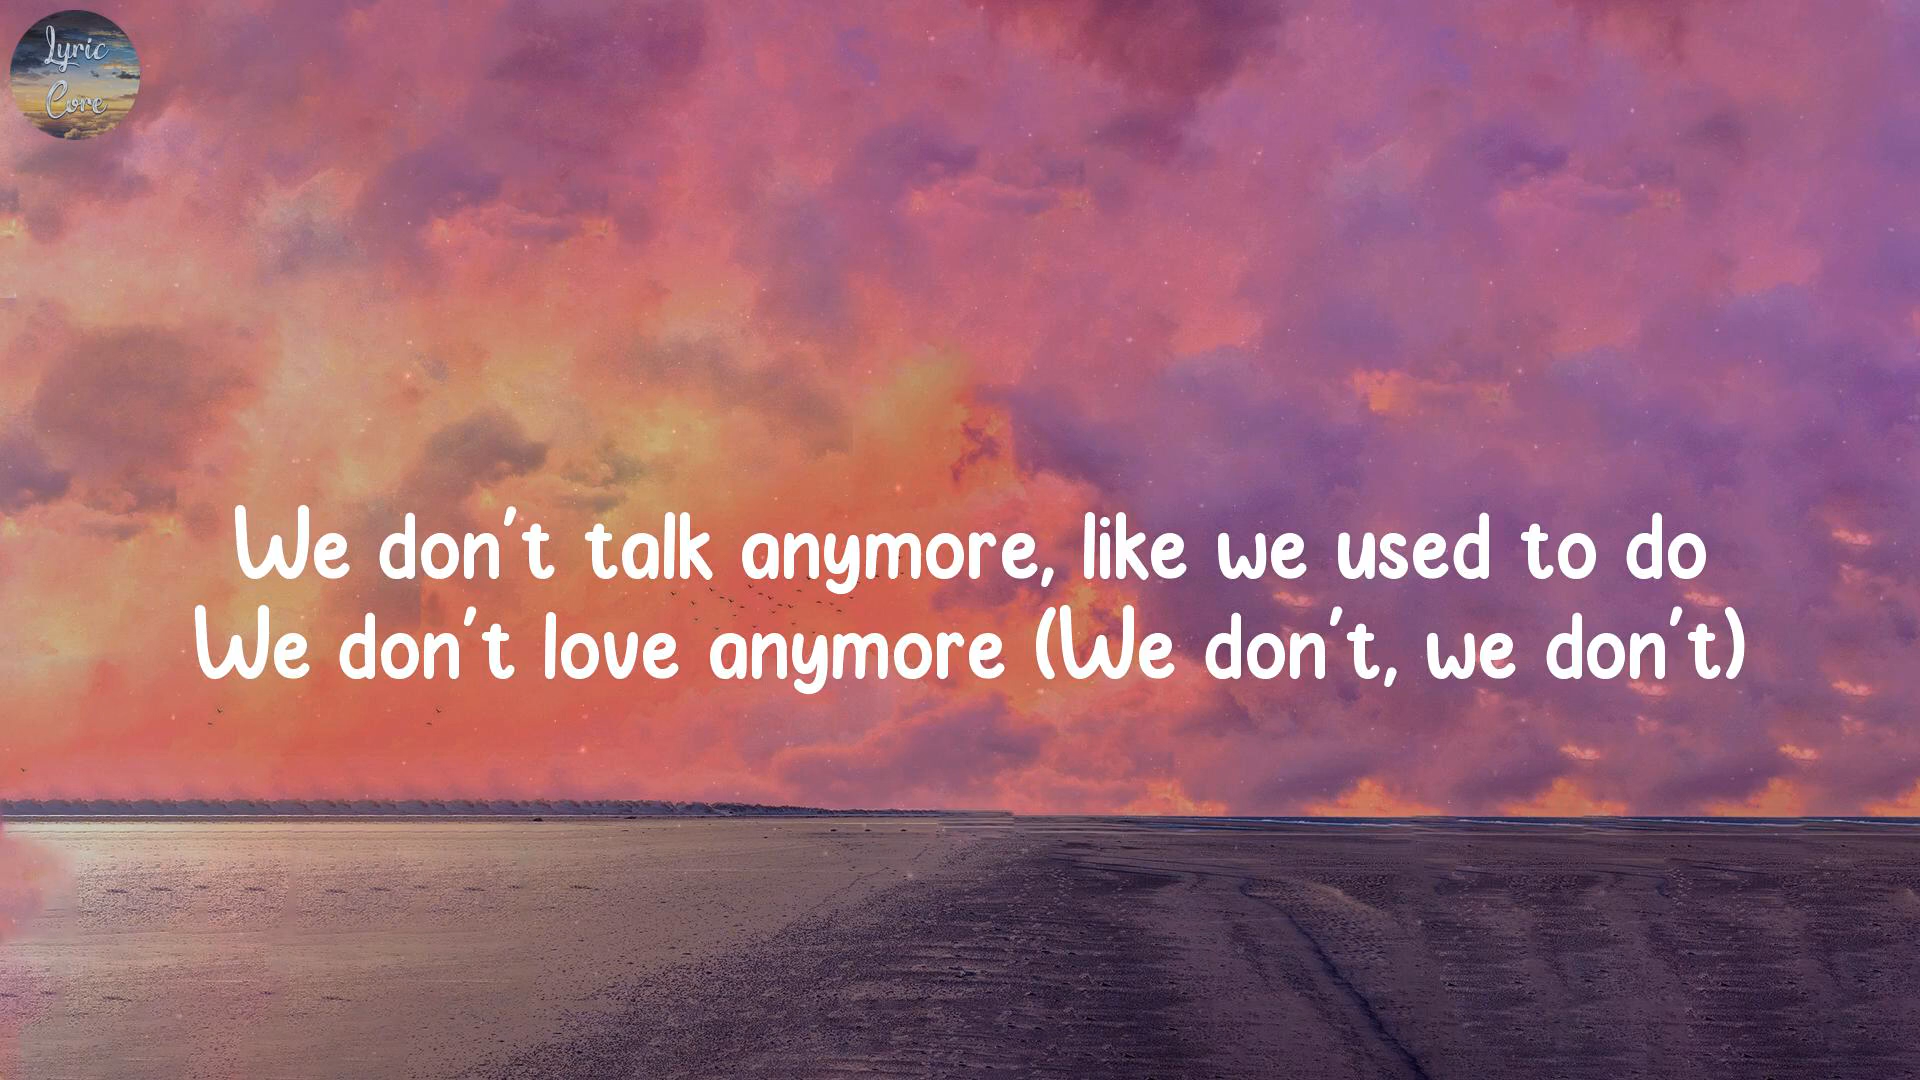 Lyric
Core
We don't talk anymore, like we used to do
We don't love anymore (We don't, we don't)